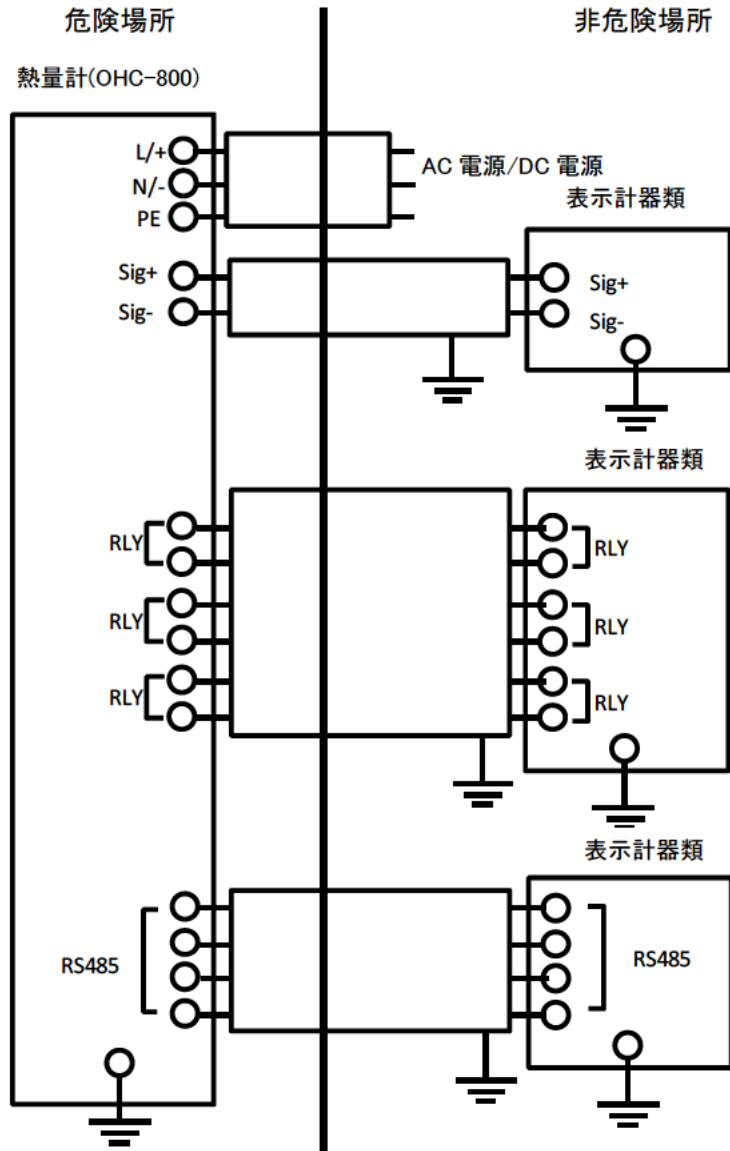 危険場所
非危険場所
熱量計(OHC-800)
L/+
N/-
PE
AC 電源/DC 電源
表示計器類
Sig+
Sig-
Sig+
Sig-
表示計器類
RLY
RLY
RLY
RLY
RLY
RLY
表示計器類
RS485
RS485